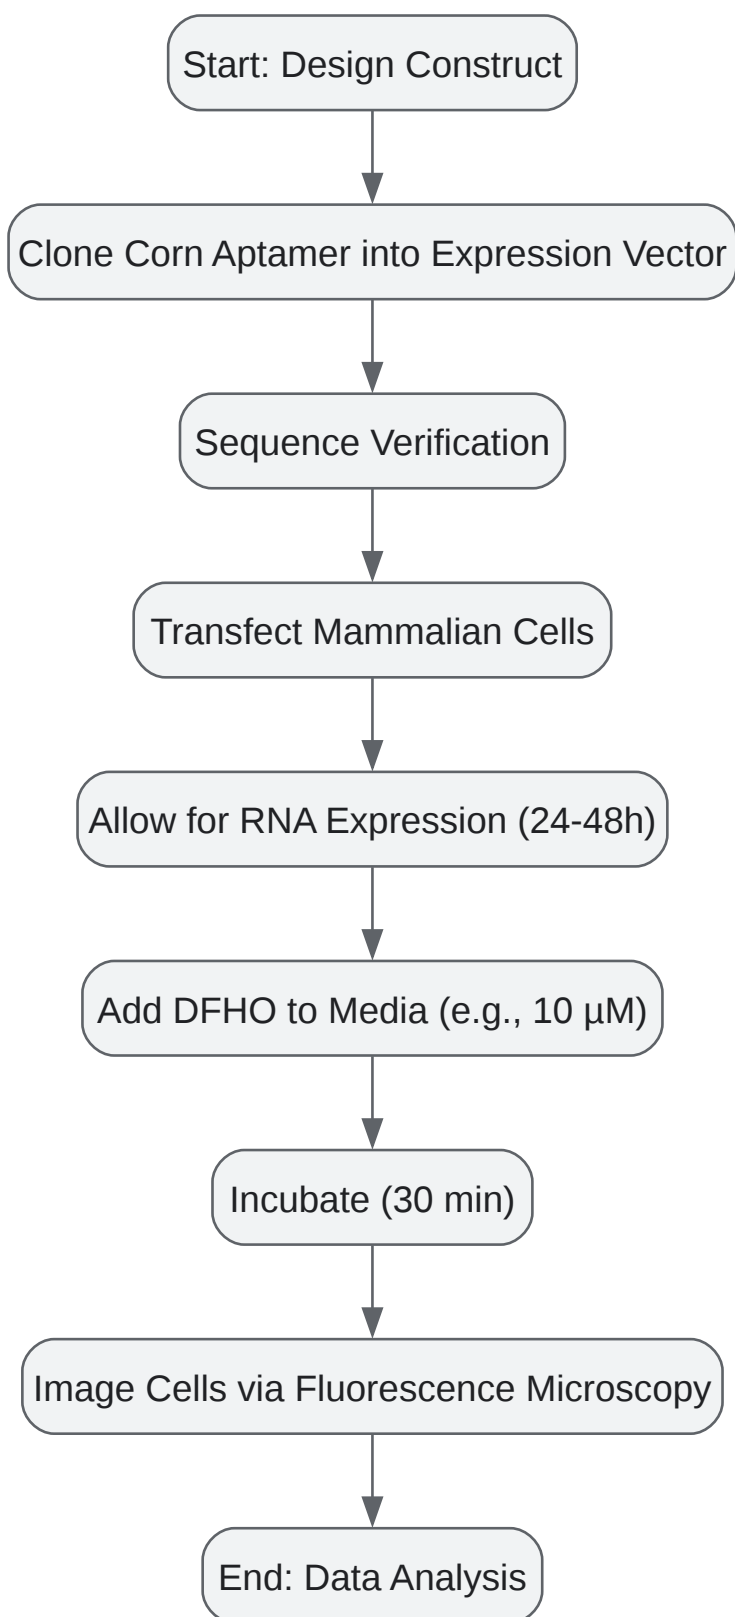 Start: Design Construct
Clone Corn Aptamer into Expression Vector
Sequence Verification
Transfect Mammalian Cells
Allow for RNA Expression (24-48h)
Add DFHO to Media (e.g., 10 µM)
Incubate (30 min)
Image Cells via Fluorescence Microscopy
End: Data Analysis